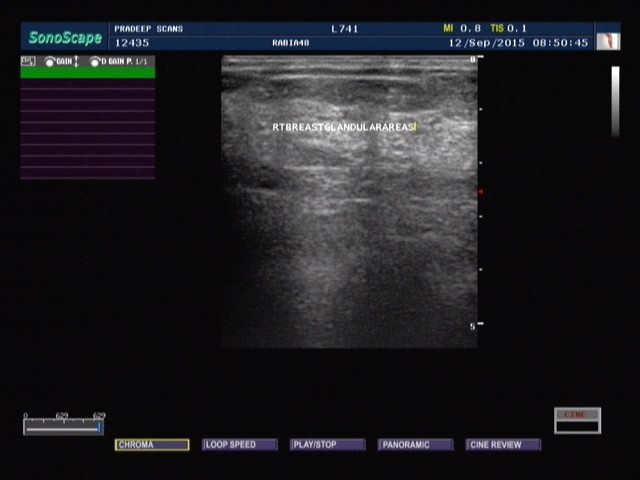 SonoScape
PRADEEP SCANS
L741
MI 0.8 TIS 0.1
12435
RABIA40
12/Sep/2015 08:50:45
GAIN
D GAIN P. 1/1
0
RTBREASTGLANDULARAREAS
5
0 629 629
CINE
CHROMA
LOOP SPEED
PLAY/STOP
PANORAMIC
CINE REVIEW